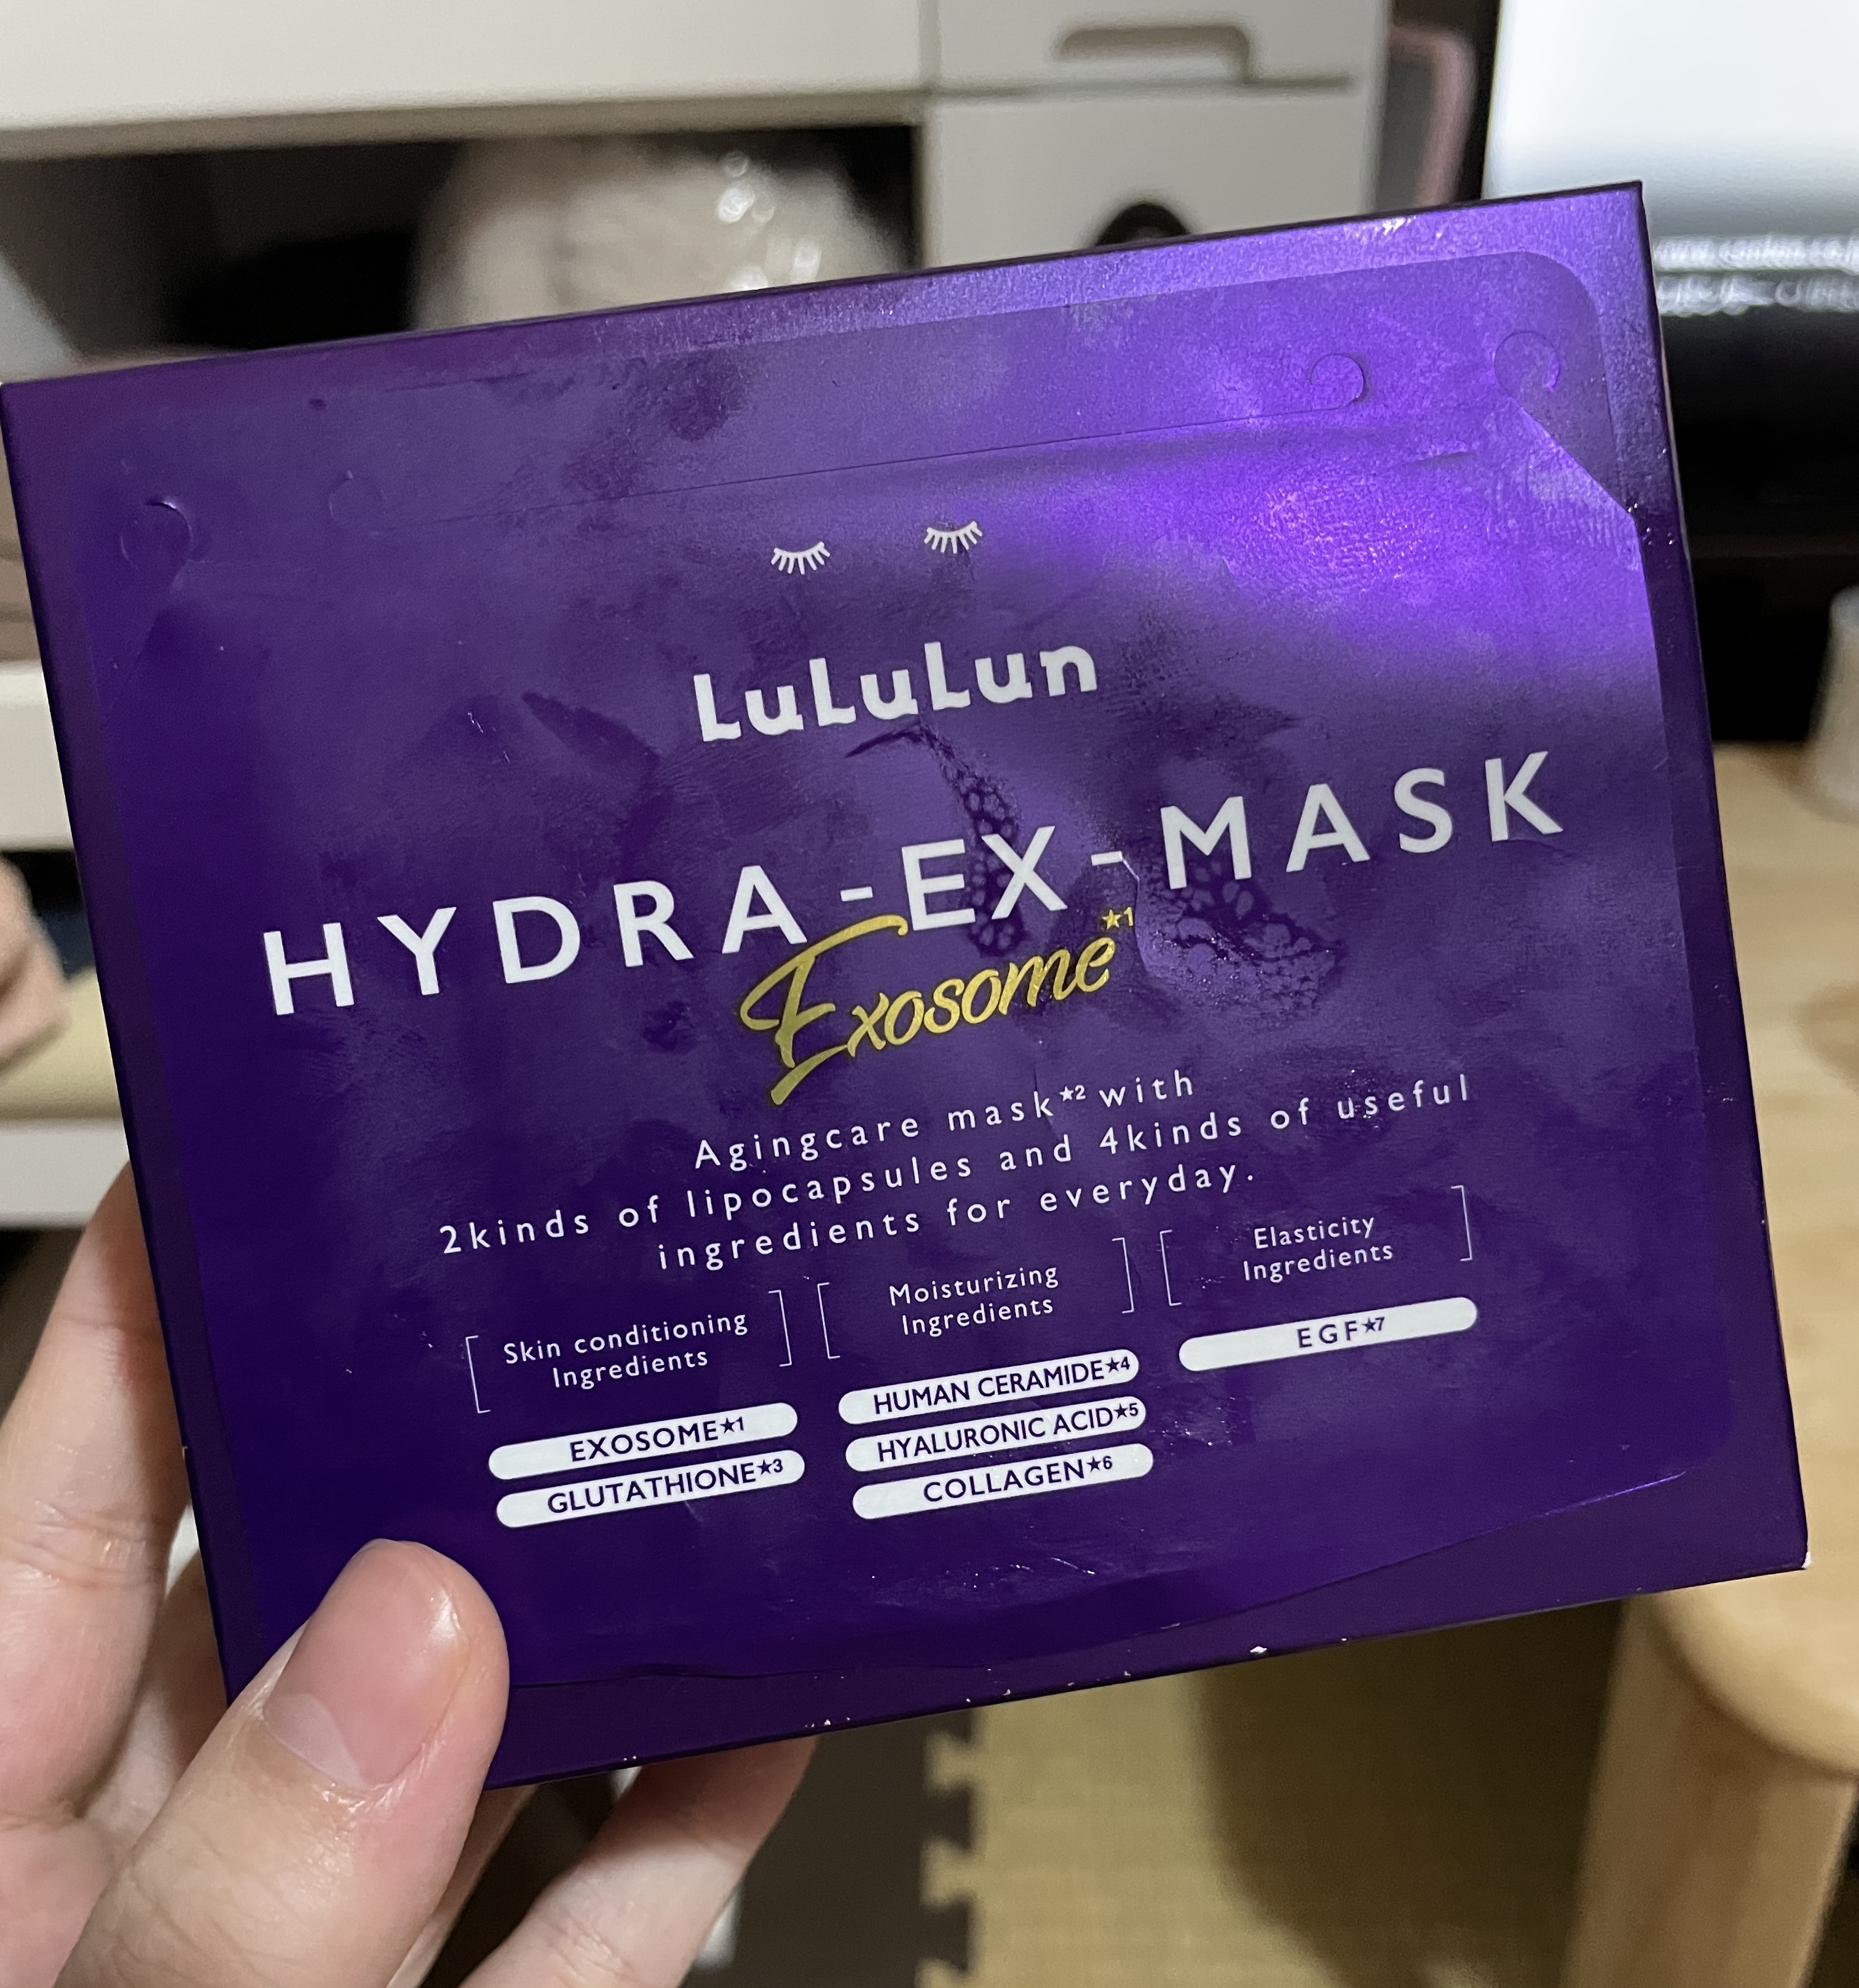 LuLuLun
HYDRA-EX-MASK
Exosome★1
Agingcare mask★2 with
2kinds of lipocapsules and 4kinds of useful
ingredients for everyday.
Skin conditioning
Ingredients
EXOSOME★1
GLUTATHIONE★3
Moisturizing
Ingredients
HUMAN CERAMIDE★4
HYALURONIC ACID★5
COLLAGEN★6
Elasticity
Ingredients
EGF★7